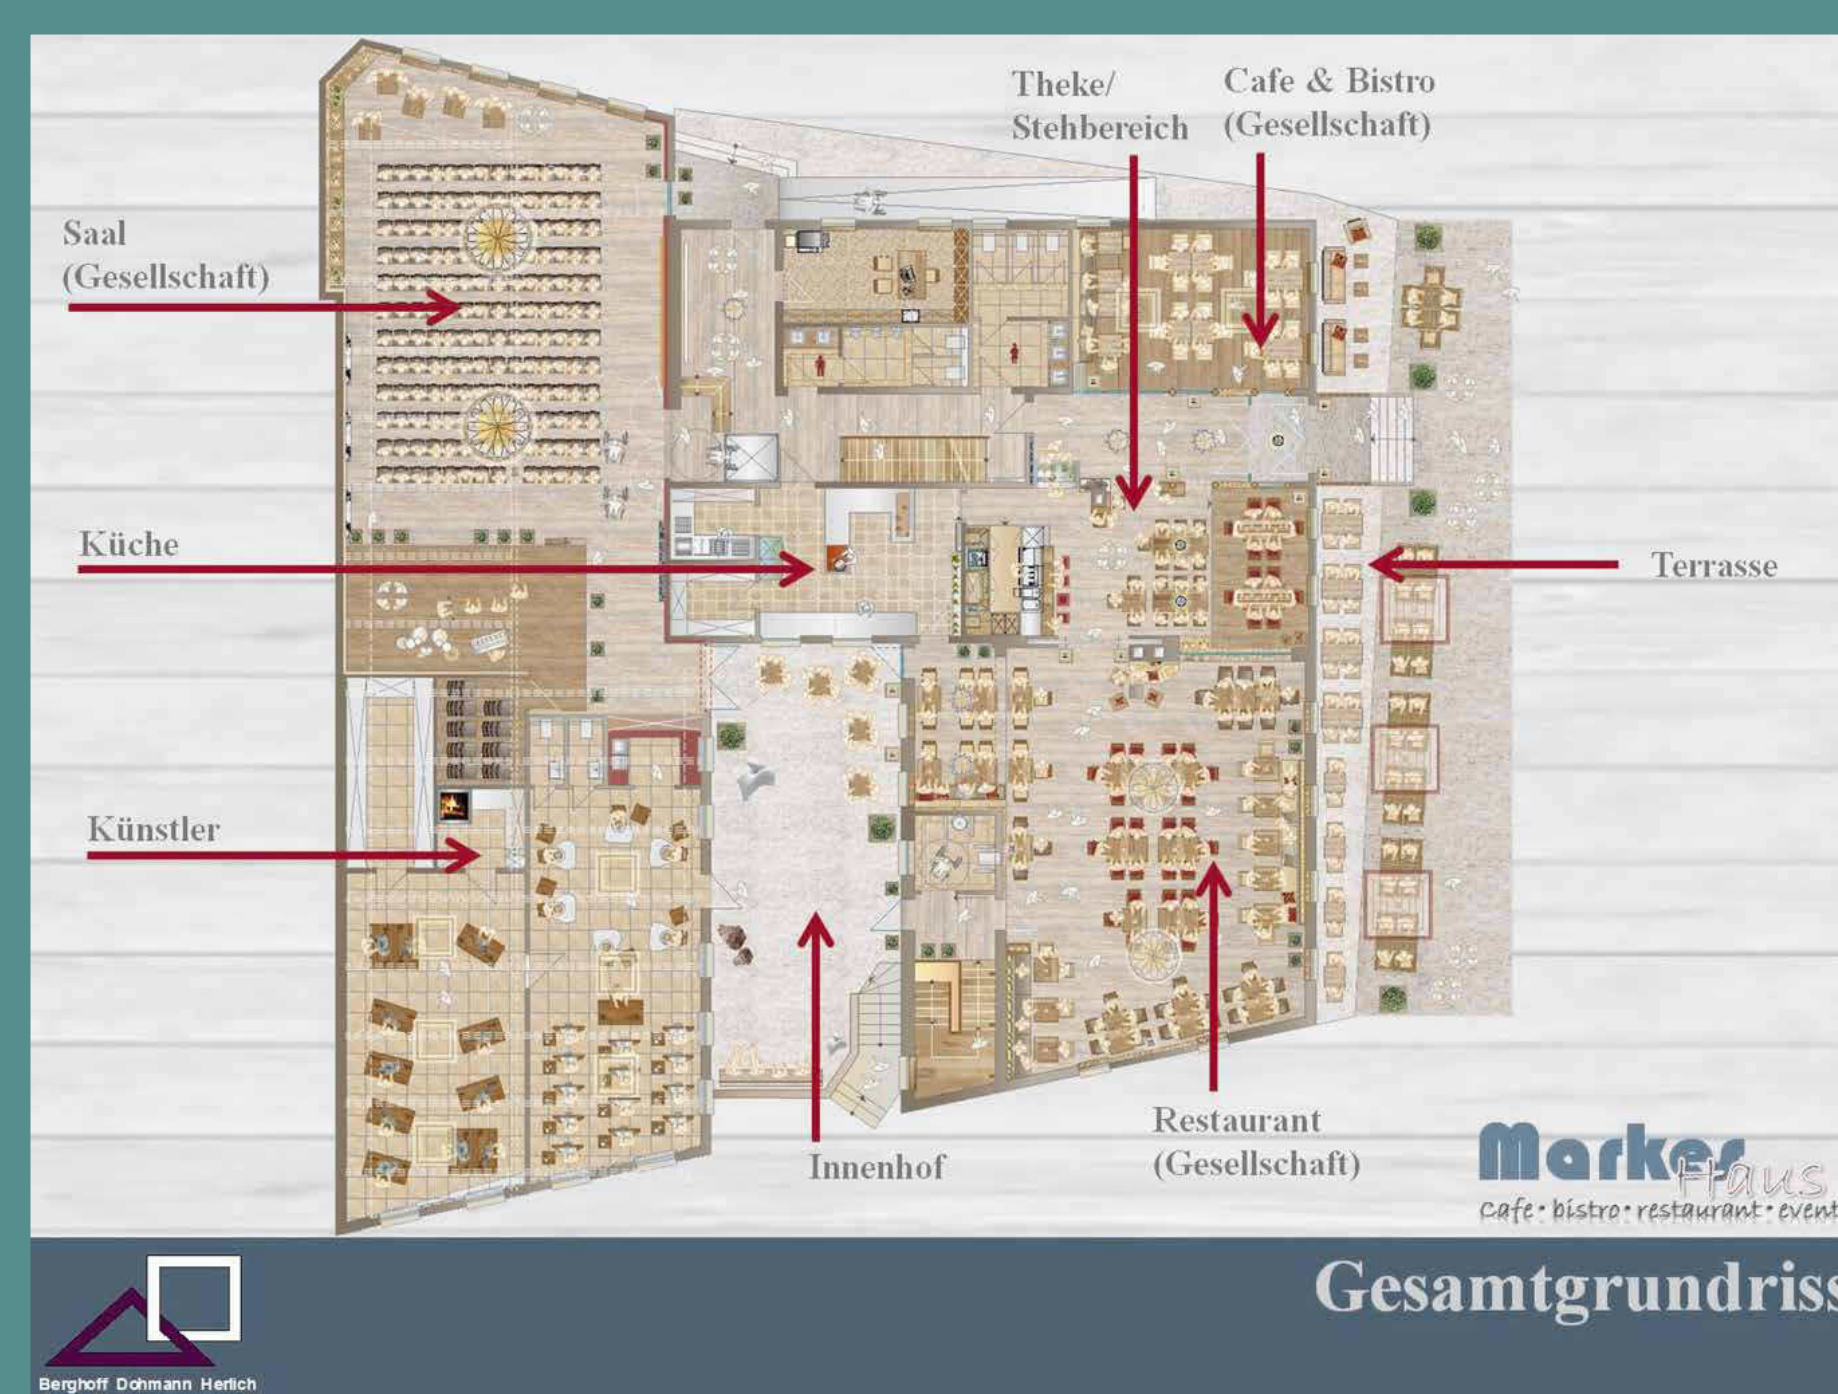 Theke/
Stehbereich
Cafe & Bistro
(Gesellschaft)
Saal
(Gesellschaft)
Küche
Terrasse
Künstler
Innenhof
Restaurant
(Gesellschaft)
Marker
Haus
Cafe • bistro • restaurant • event
Gesamtgrundriss
Berghoff Dohmann Herlich